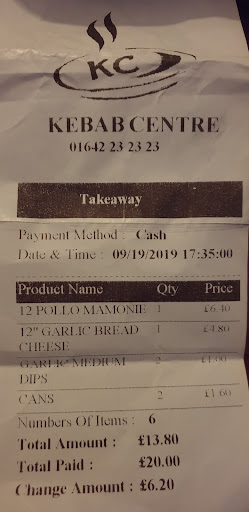 KC
KEBAB CENTRE
01642 23 23 23
Takeaway
Payment Method : Cash
Date & Time : 09/19/2019 17:35:00
Product Name Qty Price
12 POLLO MAMONIE 1 £6.40
12" GARLIC BREAD 1 £4.80
CHEESE
GARLIC MEDIUM 2 £1.00
DIPS
CANS 2 £1.60
Numbers Of Items : 6
Total Amount : £13.80
Total Paid : £20.00
Change Amount : £6.20